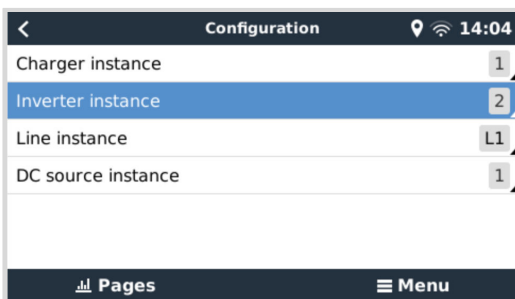 Configuration 14:04
Charger instance 1
Inverter instance 2
Line instance L1
DC source instance 1
Pages Menu